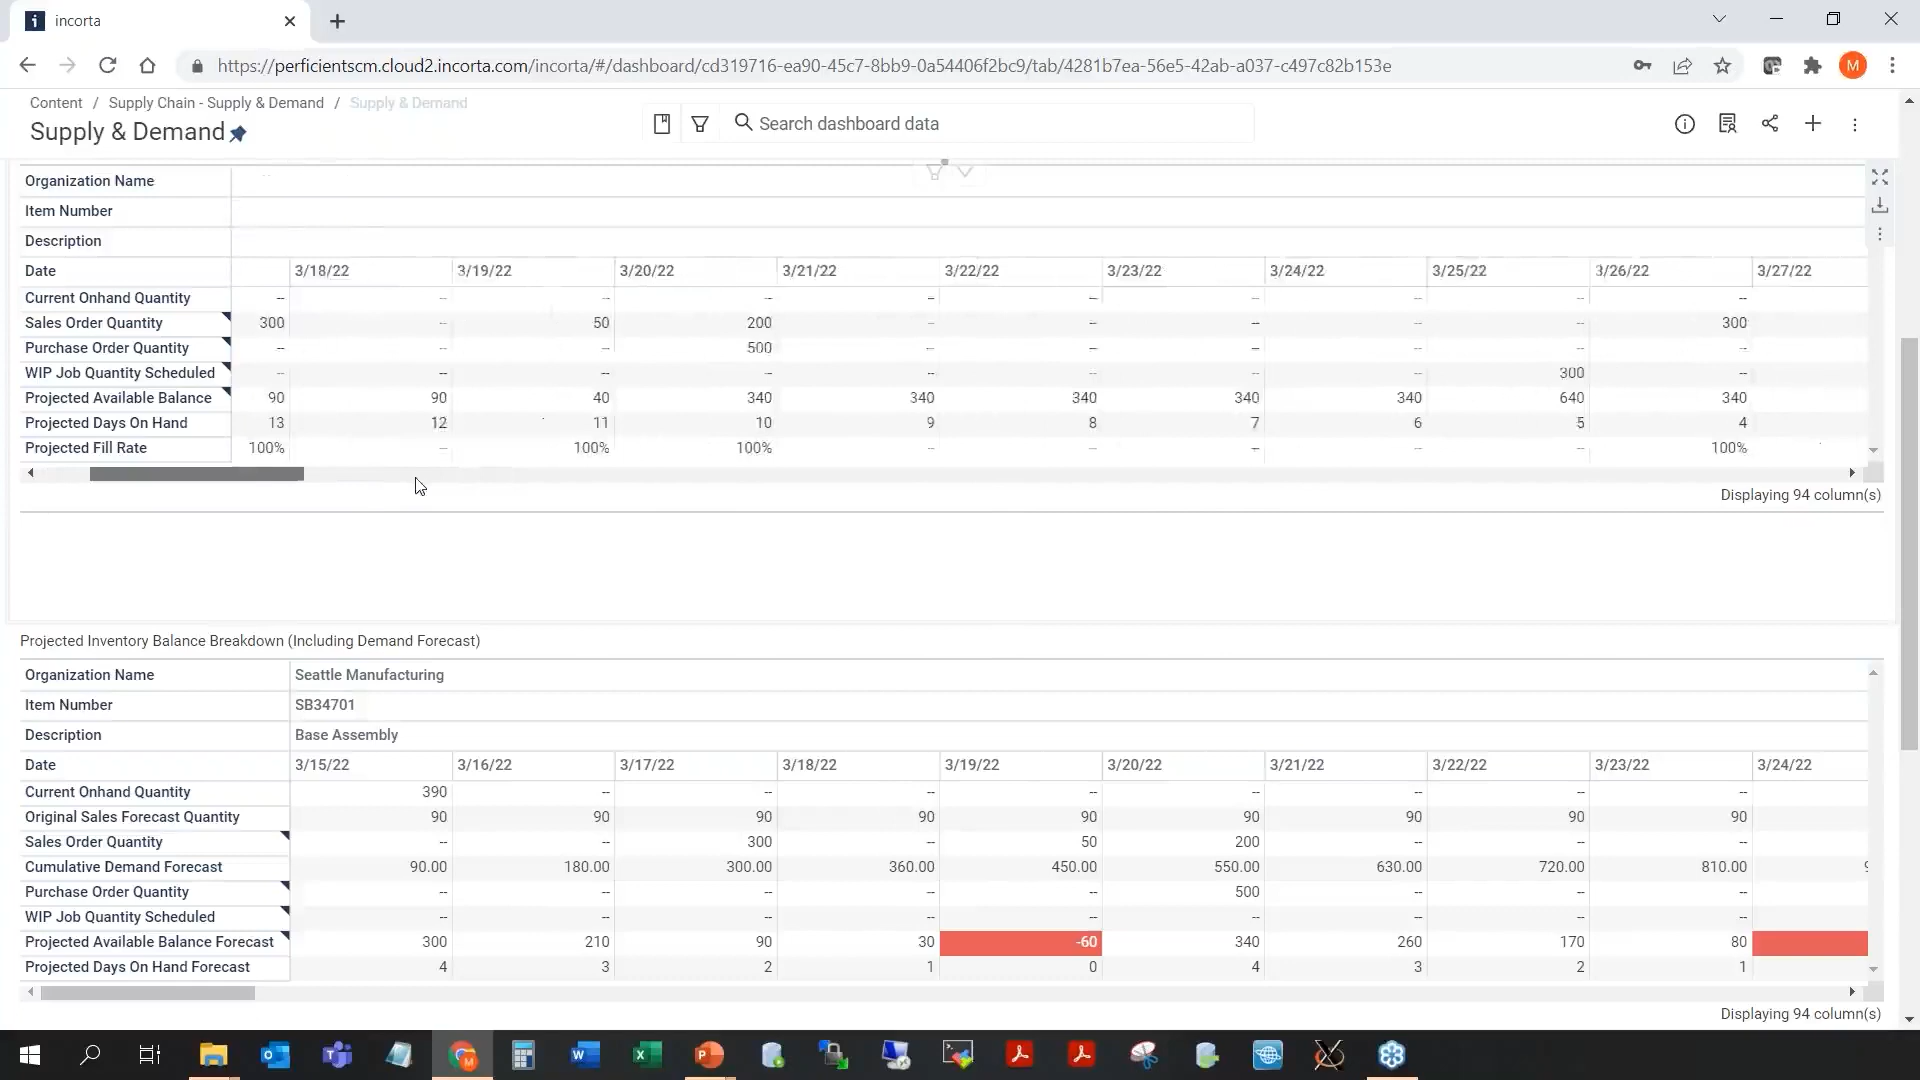 incorta
https://perficientscm.cloud2.incorta.com/incorta/#/dashboard/cd319716-ea90-45c7-8bb9-0a54406f2bc9/tab/4281b7ea-56e5-42ab-a037-c497c82b153e
M
Content / Supply Chain - Supply & Demand / Supply & Demand
Supply & Demand
Search dashboard data
Organization Name --
Item Number
Description
Date 3/18/22 3/19/22 3/20/22 3/21/22 3/22/22 3/23/22 3/24/22 3/25/22 3/26/22 3/27/22
Current Onhand Quantity -- -- -- -- -- -- -- -- -- --
Sales Order Quantity 300 -- 50 200 -- -- -- -- -- 300
Purchase Order Quantity -- -- -- 500 -- -- -- -- -- --
WIP Job Quantity Scheduled -- -- -- -- -- -- -- -- 300 --
Projected Available Balance 90 90 40 340 340 340 340 340 640 340
Projected Days On Hand 13 12 11 10 9 8 7 6 5 4
Projected Fill Rate 100% -- 100% 100% -- -- -- -- -- 100%
Displaying 94 column(s)
Projected Inventory Balance Breakdown (Including Demand Forecast)
Organization Name Seattle Manufacturing
Item Number SB34701
Description Base Assembly
Date 3/15/22 3/16/22 3/17/22 3/18/22 3/19/22 3/20/22 3/21/22 3/22/22 3/23/22 3/24/22
Current Onhand Quantity 390 -- -- -- -- -- -- -- --
Original Sales Forecast Quantity 90 90 90 90 90 90 90 90 90
Sales Order Quantity -- -- 300 -- 50 200 -- -- --
Cumulative Demand Forecast 90.00 180.00 300.00 360.00 450.00 550.00 630.00 720.00 810.00
Purchase Order Quantity -- -- -- -- -- 500 -- -- --
WIP Job Quantity Scheduled -- -- -- -- -- -- -- -- --
Projected Available Balance Forecast 300 210 90 30 -60 340 260 170 80
Projected Days On Hand Forecast 4 3 2 1 0 4 3 2 1
Displaying 94 column(s)